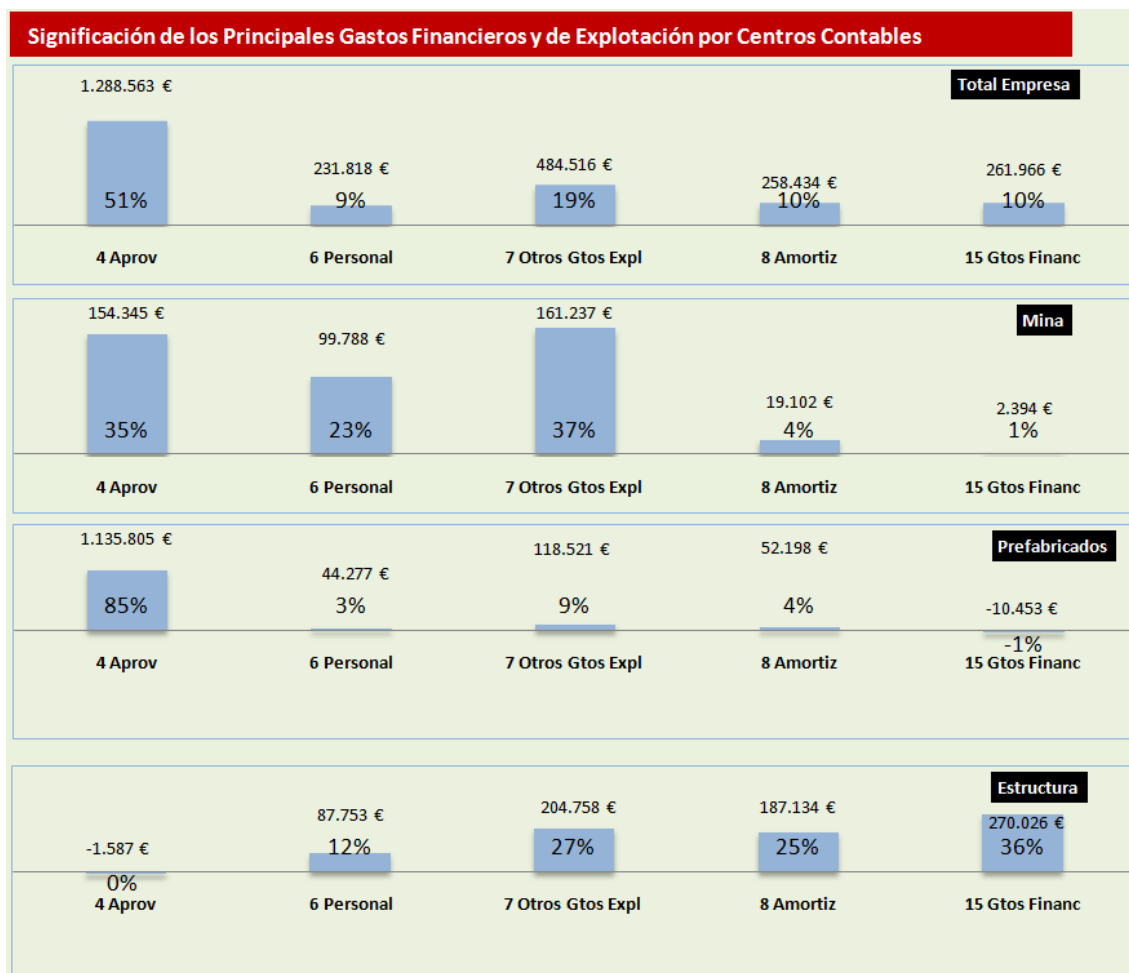 Significación de los Principales Gastos Financieros y de Explotación por Centros Contables
Total Empresa
1.288.563 € 231.818 € 484.516 € 258.434 € 261.966 €
51% 9% 19% 10% 10%
4 Aprov 6 Personal 7 Otros Gtos Expl 8 Amortiz 15 Gtos Financ
Mina
154.345 € 99.788 € 161.237 € 19.102 € 2.394 €
35% 23% 37% 4% 1%
4 Aprov 6 Personal 7 Otros Gtos Expl 8 Amortiz 15 Gtos Financ
Prefabricados
1.135.805 € 44.277 € 118.521 € 52.198 € -10.453 €
85% 3% 9% 4% -1%
4 Aprov 6 Personal 7 Otros Gtos Expl 8 Amortiz 15 Gtos Financ
Estructura
-1.587 € 87.753 € 204.758 € 187.134 € 270.026 €
0% 12% 27% 25% 36%
4 Aprov 6 Personal 7 Otros Gtos Expl 8 Amortiz 15 Gtos Financ